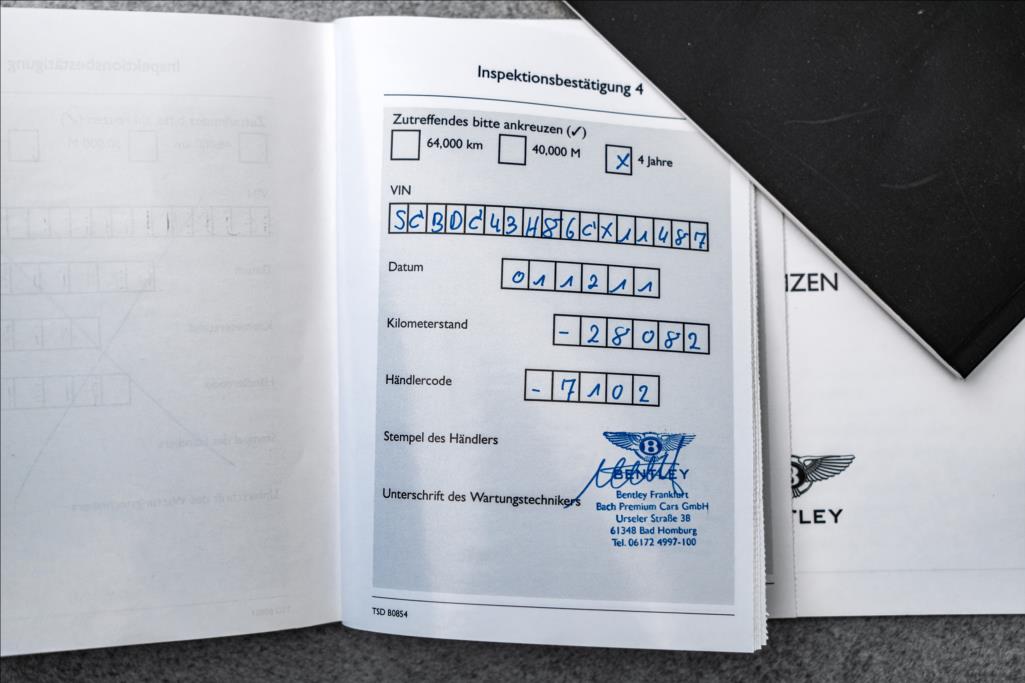 Inspektionsbestätigung 4
Zutreffendes bitte ankreuzen (✓)
64,000 km 40,000 M X 4 Jahre
VIN
SCBDC43H86CX11487
Datum 011211
Kilometerstand -28082
Händlercode -7102
Stempel des Händlers
BENTLEY
Unterschrift des Wartungstechnikers
Bentley Frankfurt
Bach Premium Cars GmbH
Urseler Straße 38
61348 Bad Homburg
Tel. 06172 4997-100
TSD B0854
IZEN
TLEY